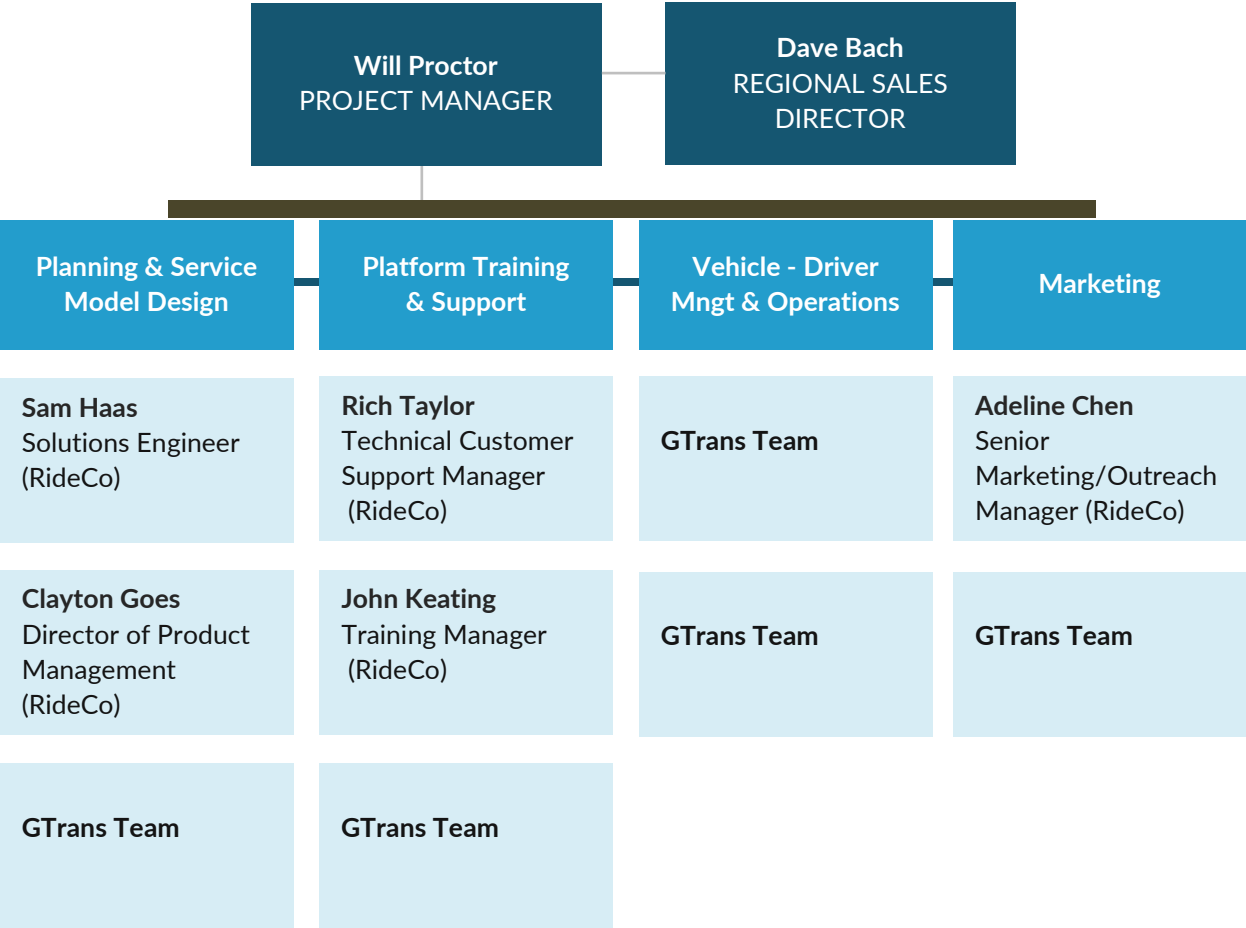 Will Proctor
PROJECT MANAGER
Dave Bach
REGIONAL SALES
DIRECTOR
Planning & Service
Model Design
Platform Training
& Support
Vehicle - Driver
Mngt & Operations
Marketing
Sam Haas
Solutions Engineer
(RideCo)
Rich Taylor
Technical Customer
Support Manager
(RideCo)
GTrans Team
Adeline Chen
Senior
Marketing/Outreach
Manager (RideCo)
Clayton Goes
Director of Product
Management
(RideCo)
John Keating
Training Manager
(RideCo)
GTrans Team
GTrans Team
GTrans Team
GTrans Team